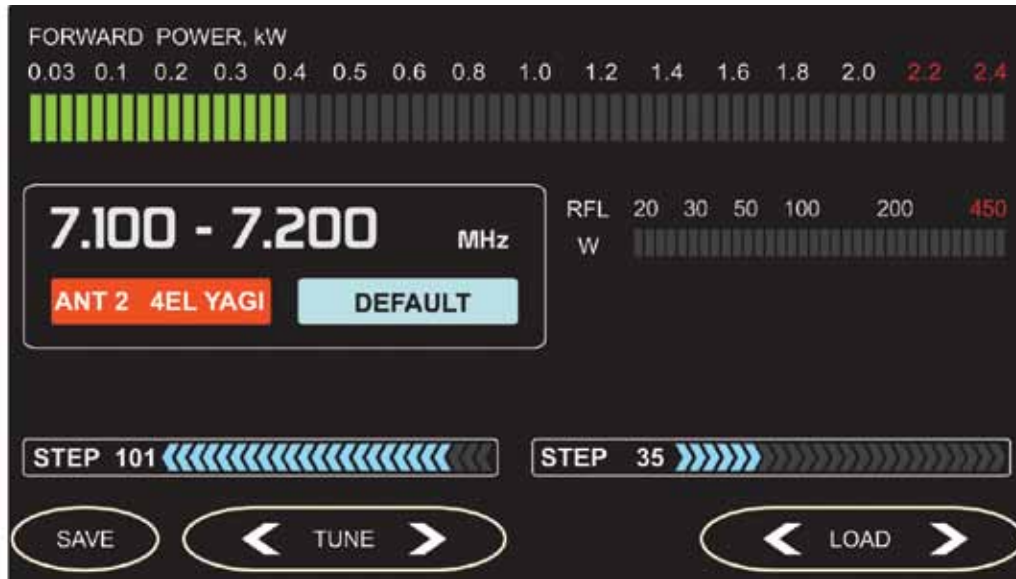 FORWARD POWER, kW
0.03 0.1 0.2 0.3 0.4 0.5 0.6 0.8 1.0 1.2 1.4 1.6 1.8 2.0 2.2 2.4
7.100 - 7.200 MHz
ANT 2 4EL YAGI DEFAULT
RFL 20 30 50 100 200 450
W
STEP 101
STEP 35
SAVE TUNE LOAD